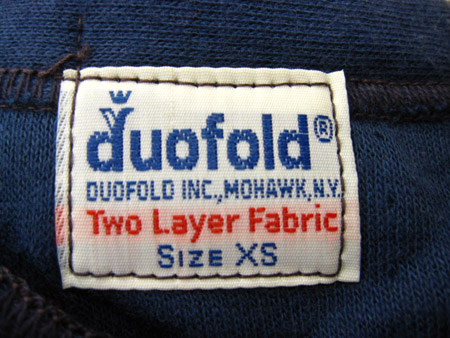 duofold®
DUOFOLD INC., MOHAWK, N.Y.
Two Layer Fabric
SIZE XS